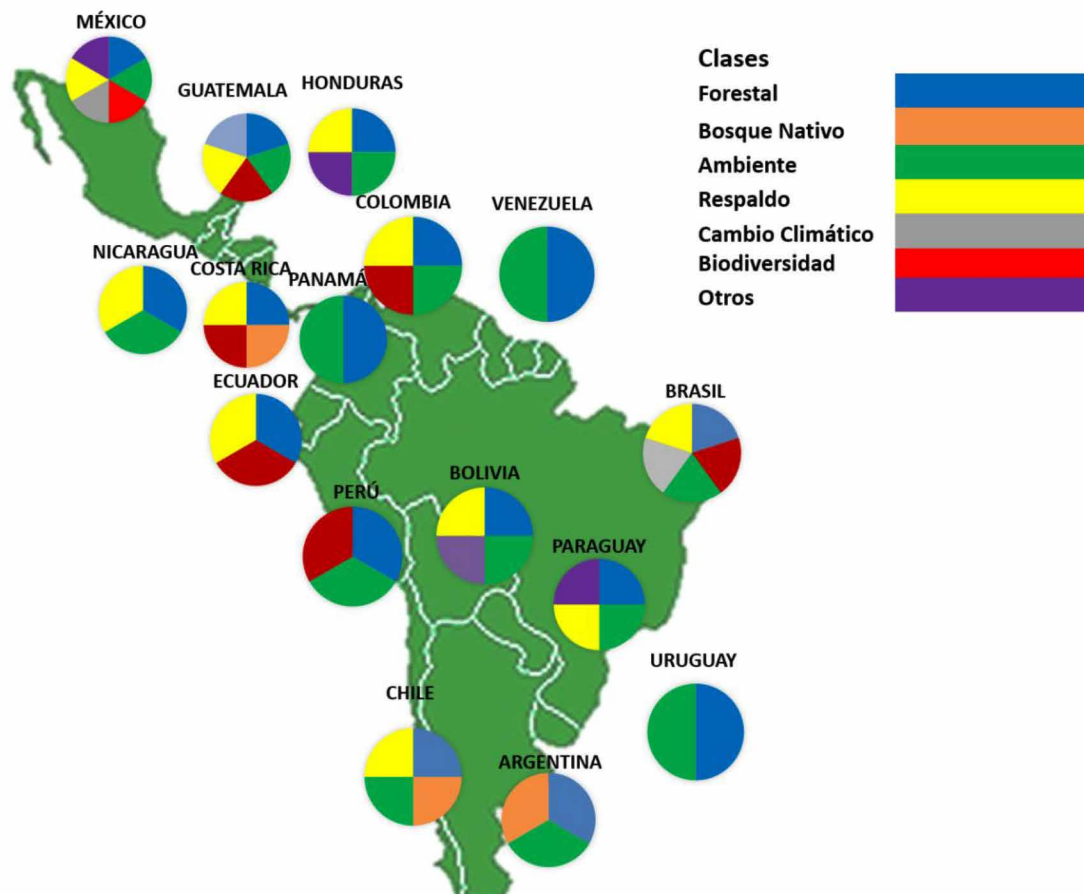 MÉXICO
GUATEMALA
HONDURAS
COLOMBIA
VENEZUELA
NICARAGUA
COSTA RICA
PANAMÁ
ECUADOR
BRASIL
PERÚ
BOLIVIA
PARAGUAY
URUGUAY
CHILE
ARGENTINA
Clases
Forestal
Bosque Nativo
Ambiente
Respaldo
Cambio Climático
Biodiversidad
Otros